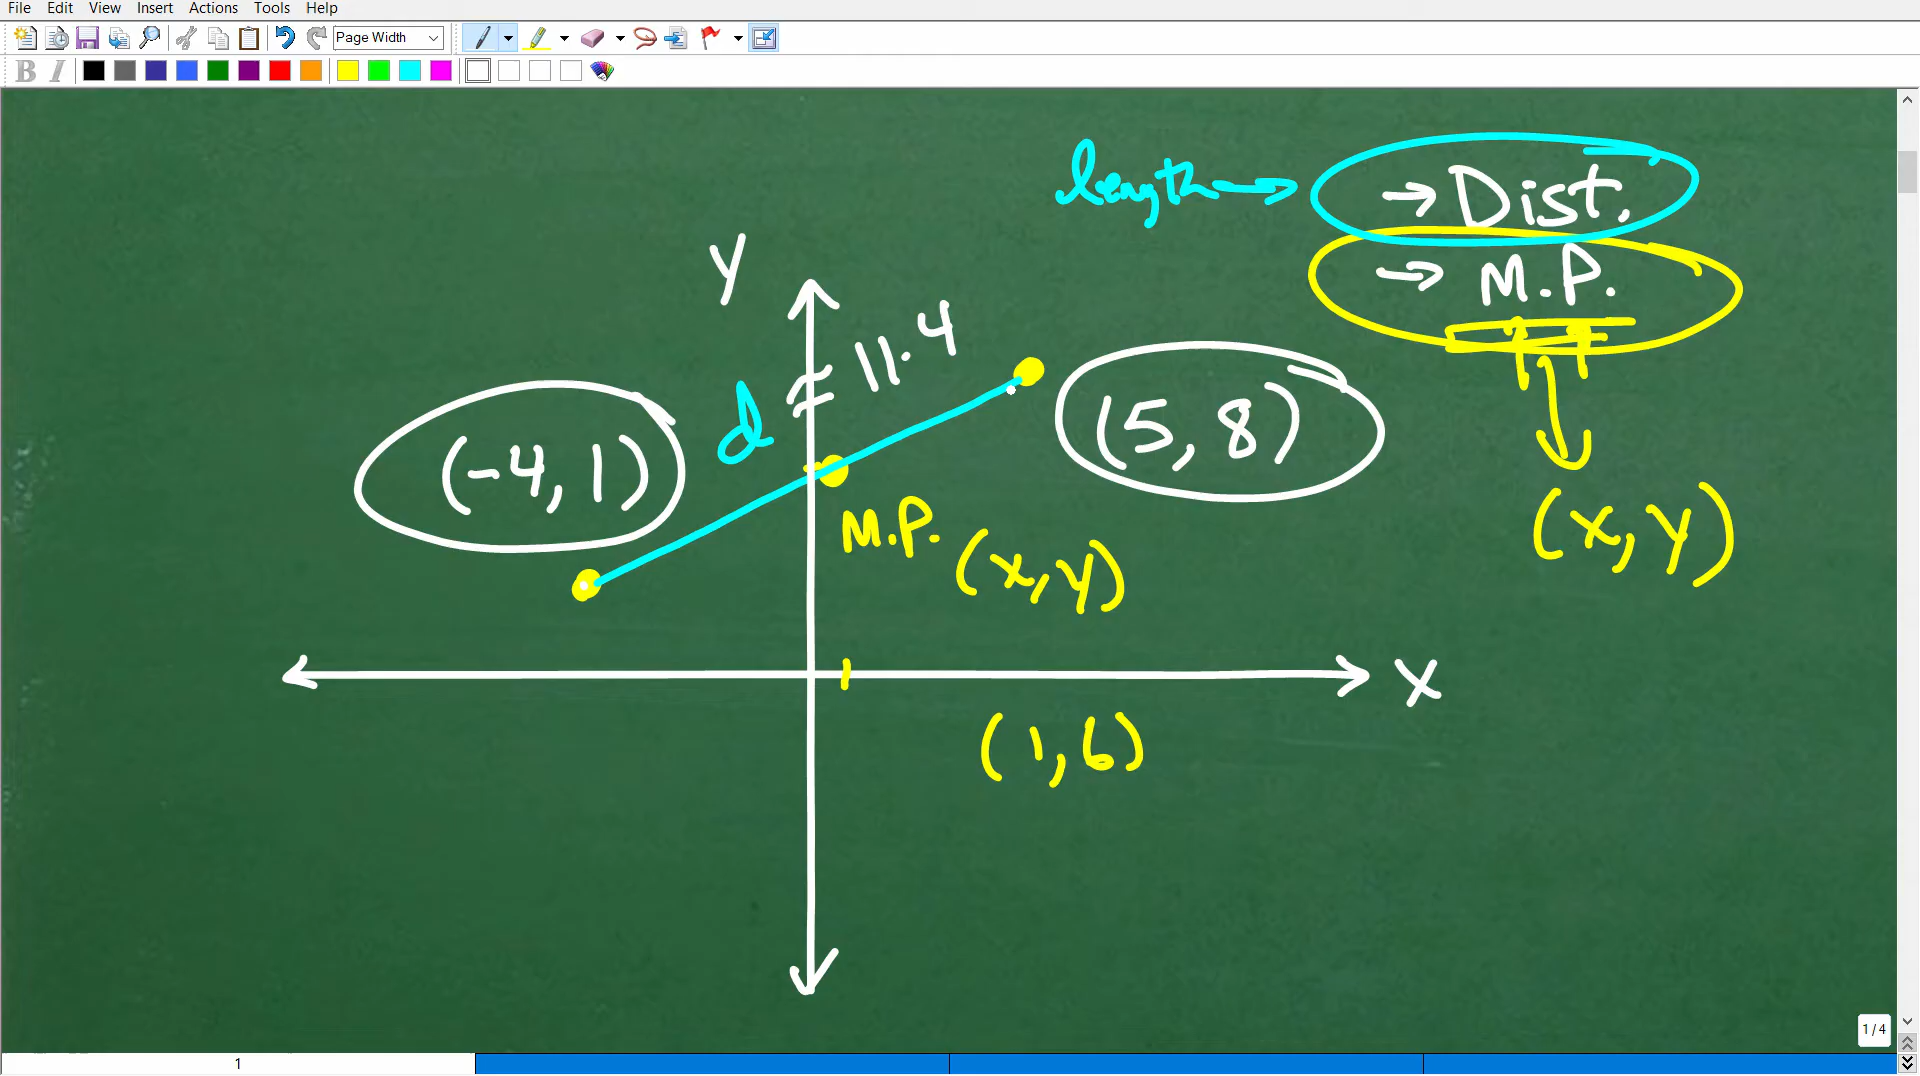 File Edit View Insert Actions Tools Help
Page Width
B I
length → → Dist.
→ M.P.
y
≈ 11.4
d
(-4, 1)
(5, 8)
M.P. (x, y)
(x, y)
x
(1, 6)
1 / 4
1